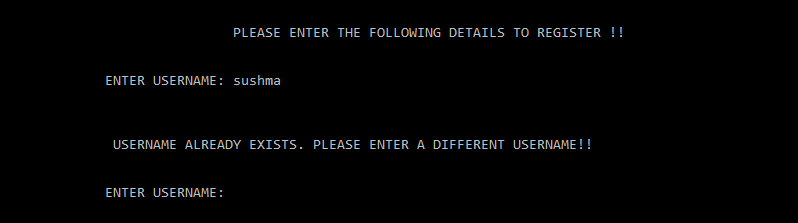 PLEASE ENTER THE FOLLOWING DETAILS TO REGISTER !!
ENTER USERNAME: sushma
USERNAME ALREADY EXISTS. PLEASE ENTER A DIFFERENT USERNAME!!
ENTER USERNAME: